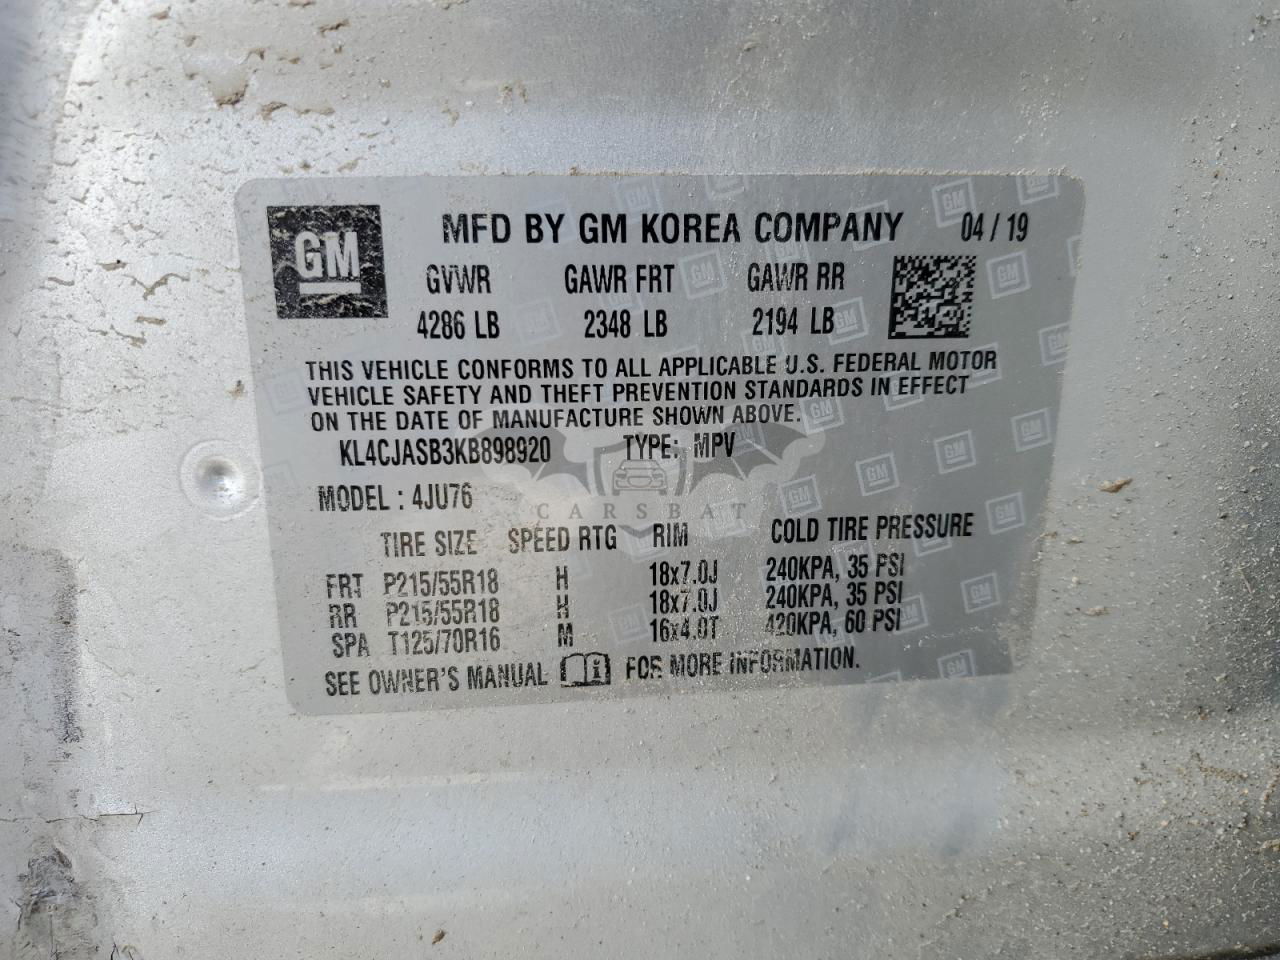 GM
MFD BY GM KOREA COMPANY 04 / 19
GVWR GAWR FRT GAWR RR
4286 LB 2348 LB 2194 LB
THIS VEHICLE CONFORMS TO ALL APPLICABLE U.S. FEDERAL MOTOR
VEHICLE SAFETY AND THEFT PREVENTION STANDARDS IN EFFECT
ON THE DATE OF MANUFACTURE SHOWN ABOVE.
KL4CJASB3KB898920 TYPE: MPV
MODEL : 4JU76
CARSBAT
TIRE SIZE SPEED RTG RIM COLD TIRE PRESSURE
FRT P215/55R18 H 18x7.0J 240KPA, 35 PSI
RR P215/55R18 H 18x7.0J 240KPA, 35 PSI
SPA T125/70R16 M 16x4.0T 420KPA, 60 PSI
SEE OWNER'S MANUAL FOR MORE INFORMATION.